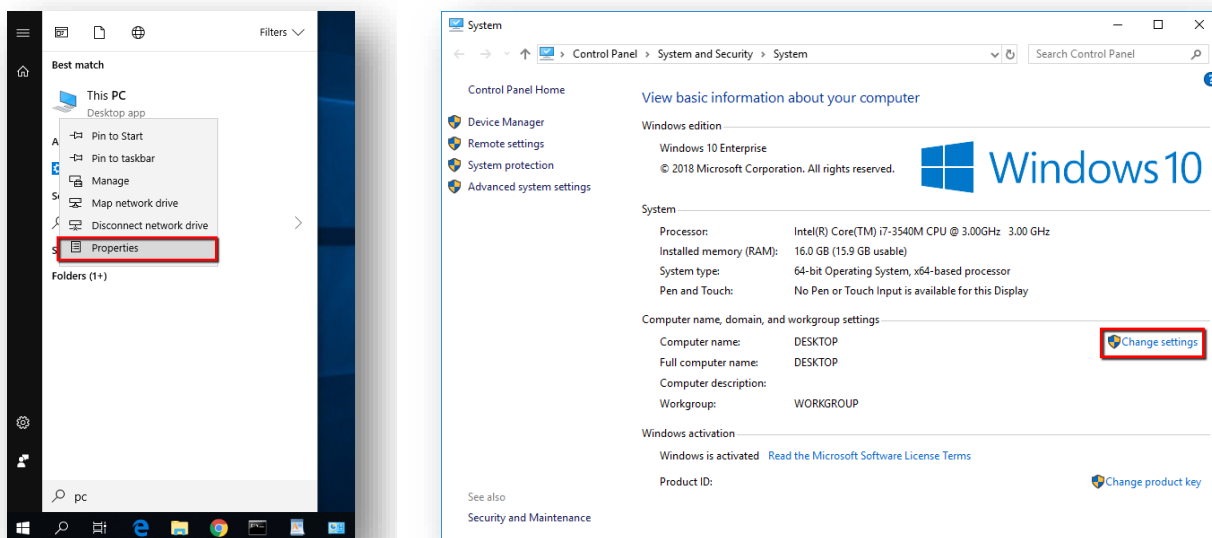 Filters
Best match
This PC
Desktop app
Pin to Start
Pin to taskbar
Manage
Map network drive
Disconnect network drive
Properties
Folders (1+)
pc
System
Control Panel > System and Security > System
Search Control Panel
Control Panel Home
Device Manager
Remote settings
System protection
Advanced system settings
See also
Security and Maintenance
View basic information about your computer
Windows edition
Windows 10 Enterprise
© 2018 Microsoft Corporation. All rights reserved.
Windows 10
System
Processor: Intel(R) Core(TM) i7-3540M CPU @ 3.00GHz 3.00 GHz
Installed memory (RAM): 16.0 GB (15.9 GB usable)
System type: 64-bit Operating System, x64-based processor
Pen and Touch: No Pen or Touch Input is available for this Display
Computer name, domain, and workgroup settings
Computer name: DESKTOP Change settings
Full computer name: DESKTOP
Computer description:
Workgroup: WORKGROUP
Windows activation
Windows is activated Read the Microsoft Software License Terms
Product ID: Change product key